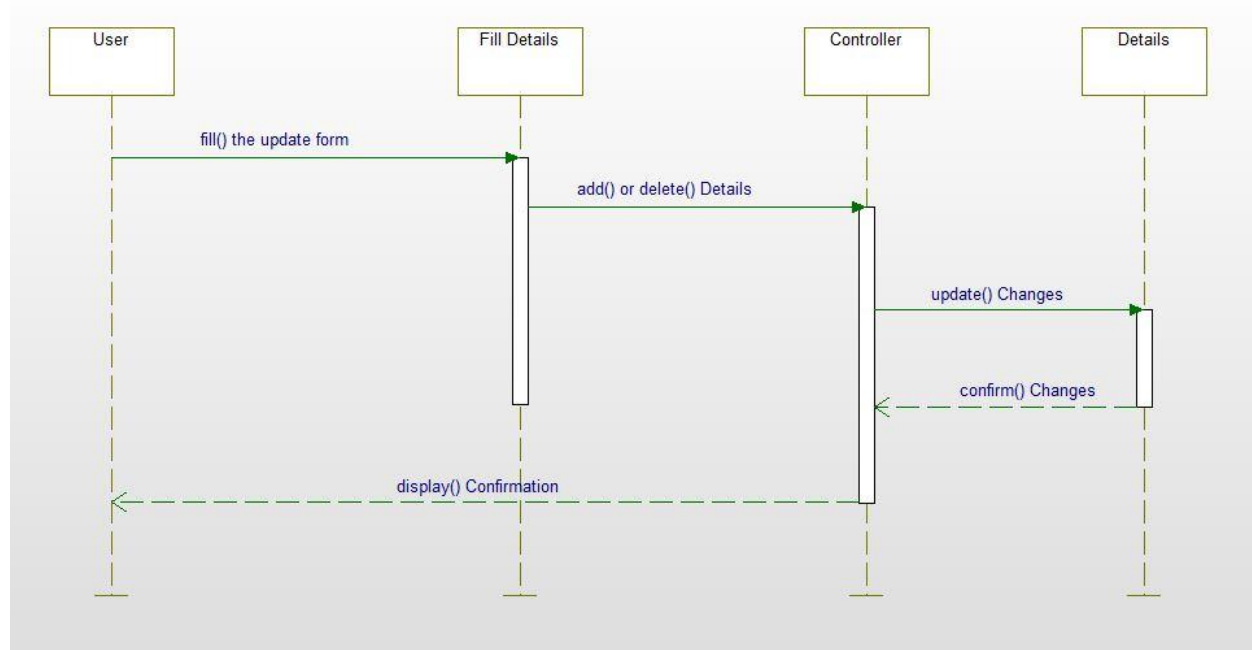 User
Fill Details
Controller
Details
fill() the update form
add() or delete() Details
update() Changes
confirm() Changes
display() Confirmation